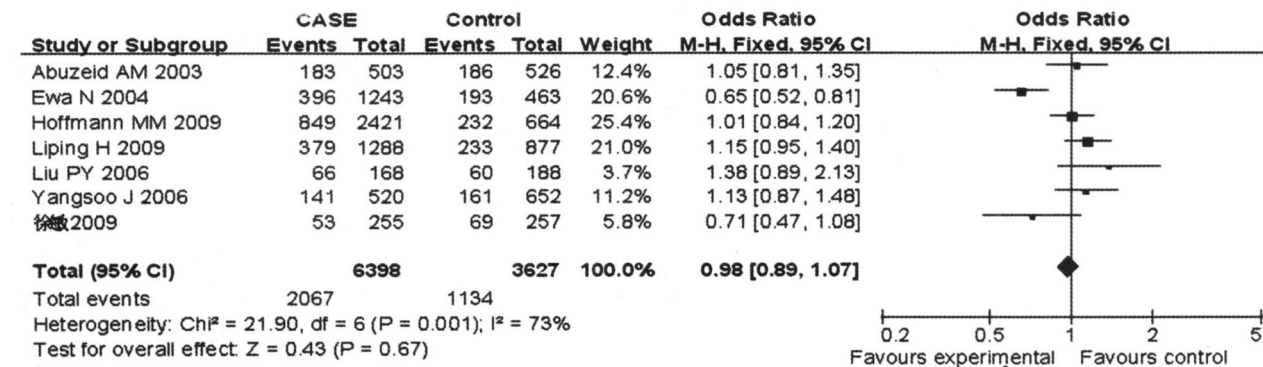 CASE Control Odds Ratio Odds Ratio
Study or Subgroup Events Total Events Total Weight M-H, Fixed, 95% CI M-H, Fixed, 95% CI
Abuzeid AM 2003 183 503 186 526 12.4% 1.05 [0.81, 1.35]
Ewa N 2004 396 1243 193 463 20.6% 0.65 [0.52, 0.81]
Hoffmann MM 2009 849 2421 232 664 25.4% 1.01 [0.84, 1.20]
Liping H 2009 379 1288 233 877 21.0% 1.15 [0.95, 1.40]
Liu PY 2006 66 168 60 188 3.7% 1.38 [0.89, 2.13]
Yangsoo J 2006 141 520 161 652 11.2% 1.13 [0.87, 1.48]
2009 53 255 69 257 5.8% 0.71 [0.47, 1.08]
Total (95% CI) 6398 3627 100.0% 0.98 [0.89, 1.07]
Total events 2067 1134
Heterogeneity: Chi² = 21.90, df = 6 (P = 0.001); I² = 73%
Test for overall effect: Z = 0.43 (P = 0.67)
0.2 0.5 1 2 5
Favours experimental Favours control